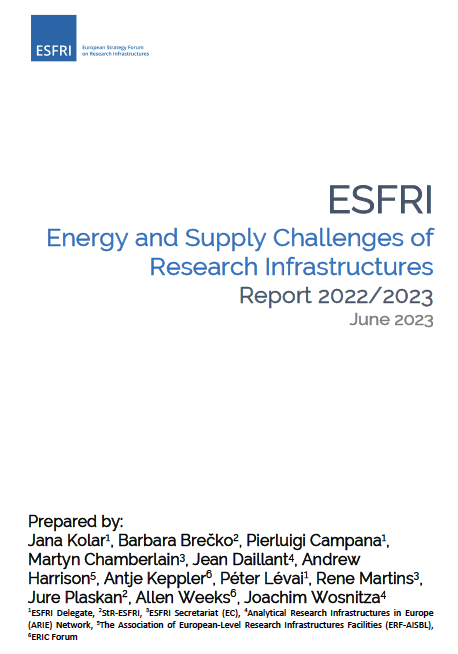 ESFRI
European Strategy Forum
on Research Infrastructures
ESFRI
Energy and Supply Challenges of
Research Infrastructures
Report 2022/2023
June 2023
Prepared by:
Jana Kolar¹, Barbara Brečko², Pierluigi Campana¹,
Martyn Chamberlain³, Jean Daillant⁴, Andrew
Harrison⁵, Antje Keppler⁶, Péter Lévai¹, Rene Martins³,
Jure Plaskan², Allen Weeks⁶, Joachim Wosnitza⁴
¹ESFRI Delegate, ²StR-ESFRI, ³ESFRI Secretariat (EC), ⁴Analytical Research Infrastructures in Europe
(ARIE) Network, ⁵The Association of European-Level Research Infrastructures Facilities (ERF-AISBL),
⁶ERIC Forum